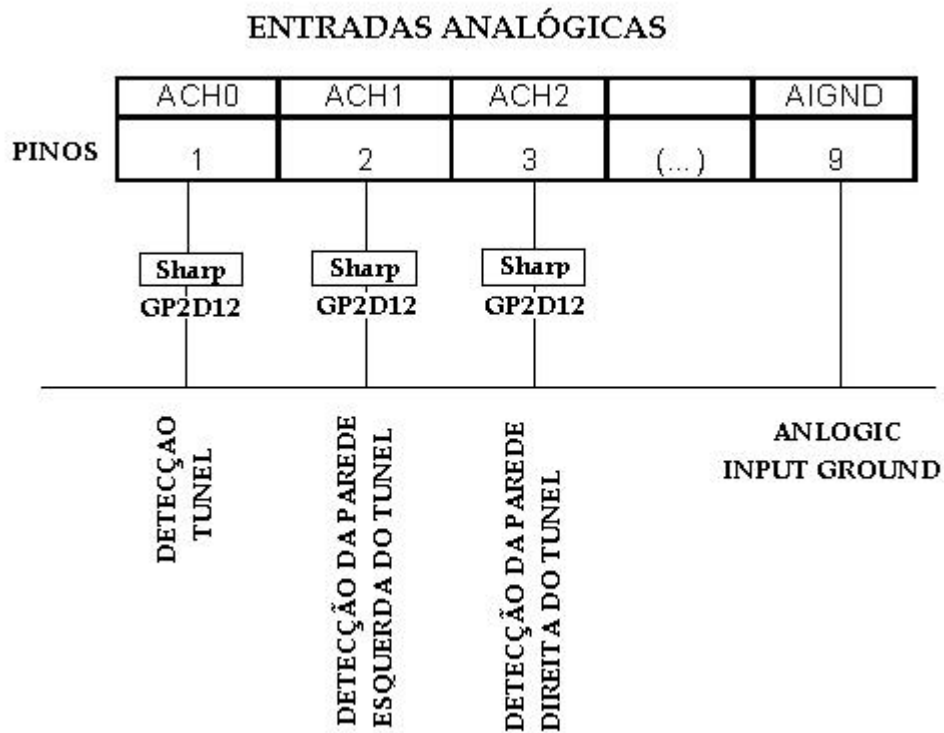 ENTRADAS ANALÓGICAS
ACH0 ACH1 ACH2 AIGND
PINOS 1 2 3 (...) 9
Sharp Sharp Sharp
GP2D12 GP2D12 GP2D12
DETECÇAO
TUNEL
DETECÇÃO DA PAREDE
ESQUERDA DO TUNEL
DETECÇÃO DA PAREDE
DIREITA DO TUNEL
ANLOGIC
INPUT GROUND